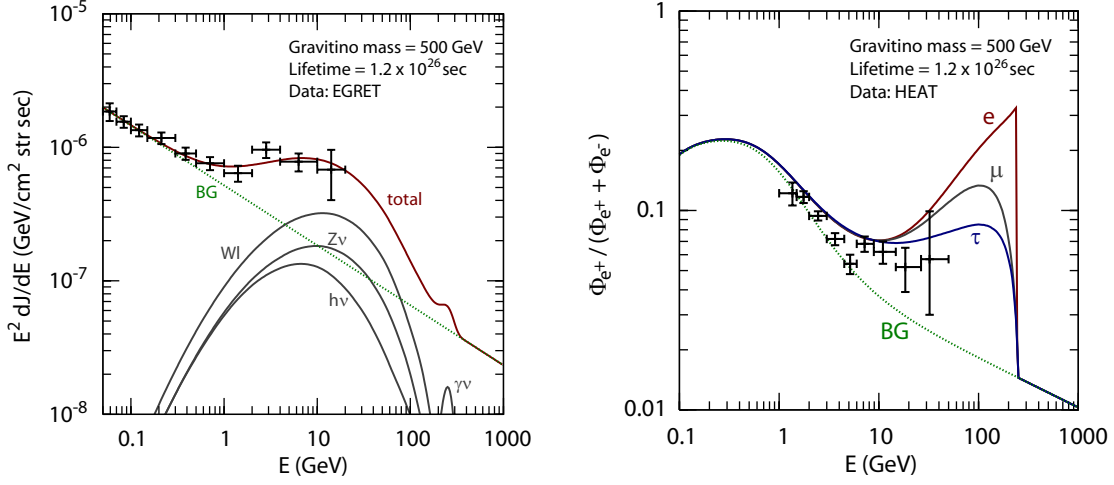 Gravitino mass = 500 GeV
Lifetime = 1.2 x 10^26 sec
Data: EGRET
E^2 dJ/dE (GeV/cm^2 str sec)
10^-5
10^-6
10^-7
10^-8
BG
total
Wl
Zν
hν
γν
0.1 1 10 100 1000
E (GeV)
Gravitino mass = 500 GeV
Lifetime = 1.2 x 10^26 sec
Data: HEAT
Φ_e+ / (Φ_e+ + Φ_e-)
1
0.1
0.01
e
μ
τ
BG
0.1 1 10 100 1000
E (GeV)